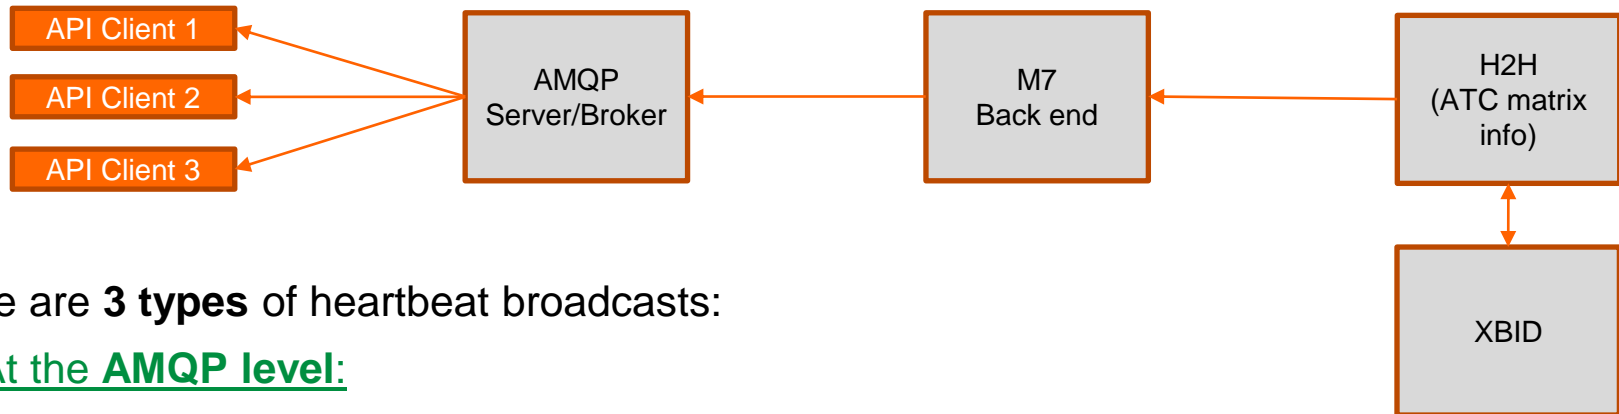 API Client 1
API Client 2
API Client 3
AMQP
Server/Broker
M7
Back end
H2H
(ATC matrix
info)
XBID
e are 3 types of heartbeat broadcasts:
At the AMQP level: